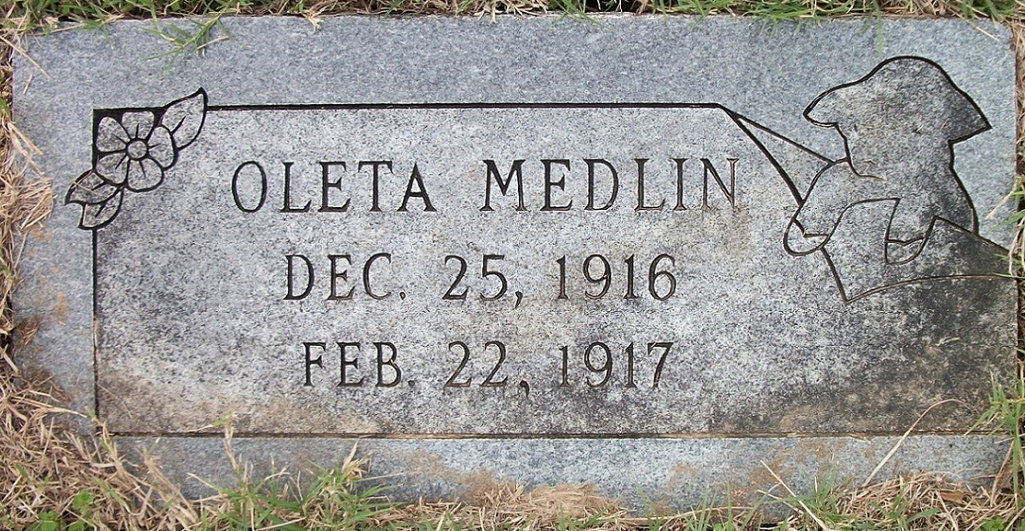 OLETA MEDLIN
DEC. 25, 1916
FEB. 22, 1917